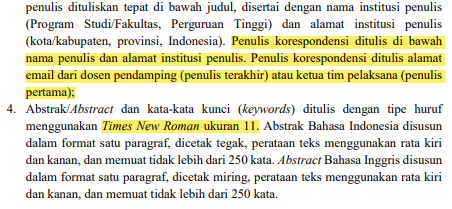 penulis dituliskan tepat di bawah judul, disertai dengan nama institusi penulis
(Program Studi/Fakultas, Perguruan Tinggi) dan alamat institusi penulis
(kota/kabupaten, provinsi, Indonesia). Penulis korespondensi ditulis di bawah
nama penulis dan alamat institusi penulis. Penulis korespondensi ditulis alamat
email dari dosen pendamping (penulis terakhir) atau ketua tim pelaksana (penulis
pertama);
4. Abstrak/Abstract dan kata-kata kunci (keywords) ditulis dengan tipe huruf
menggunakan Times New Roman ukuran 11. Abstrak Bahasa Indonesia disusun
dalam format satu paragraf, dicetak tegak, perataan teks menggunakan rata kiri
dan kanan, dan memuat tidak lebih dari 250 kata. Abstract Bahasa Inggris disusun
dalam format satu paragraf, dicetak miring, perataan teks menggunakan rata kiri
dan kanan, dan memuat tidak lebih dari 250 kata.